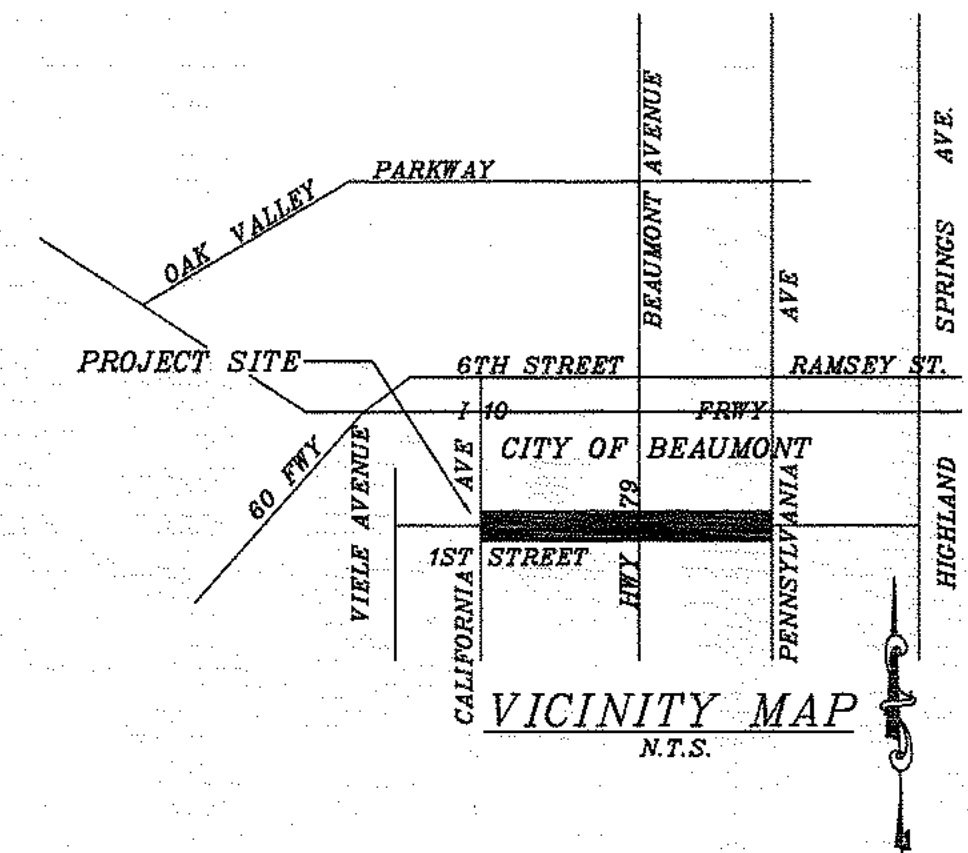 PARKWAY
OAK VALLEY
BEAUMONT AVENUE
AVE
SPRINGS AVE.
PROJECT SITE
6TH STREET
RAMSEY ST.
I 10 FRWY
60 FWY
VIELE AVENUE
AVE
CITY OF BEAUMONT
HWY 79
1ST STREET
CALIFORNIA
PENNSYLVANIA
HIGHLAND
VICINITY MAP
N.T.S.